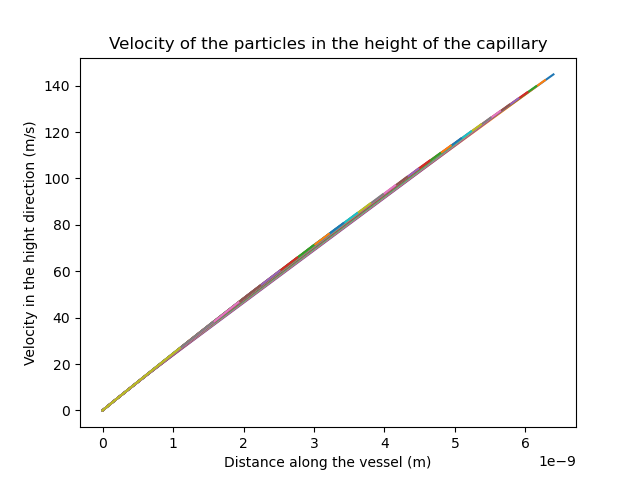 Velocity of the particles in the height of the capillary
Velocity in the hight direction (m/s)
140
120
100
80
60
40
20
0
0 1 2 3 4 5 6
1e−9
Distance along the vessel (m)